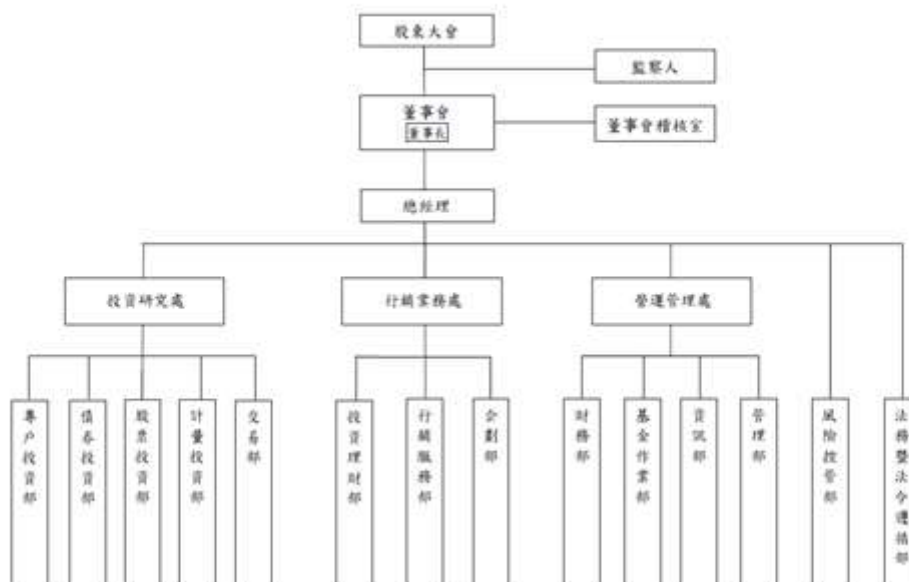 股東大會
監察人
董事會
董事長
董事會稽核室
總經理
投資研究處
行銷業務處
營運管理處
專戶投資部
債券投資部
股票投資部
計量投資部
交易部
投資理財部
行銷服務部
企劃部
財務部
基金作業部
資訊部
管理部
風險控管部
法務暨法令遵循部